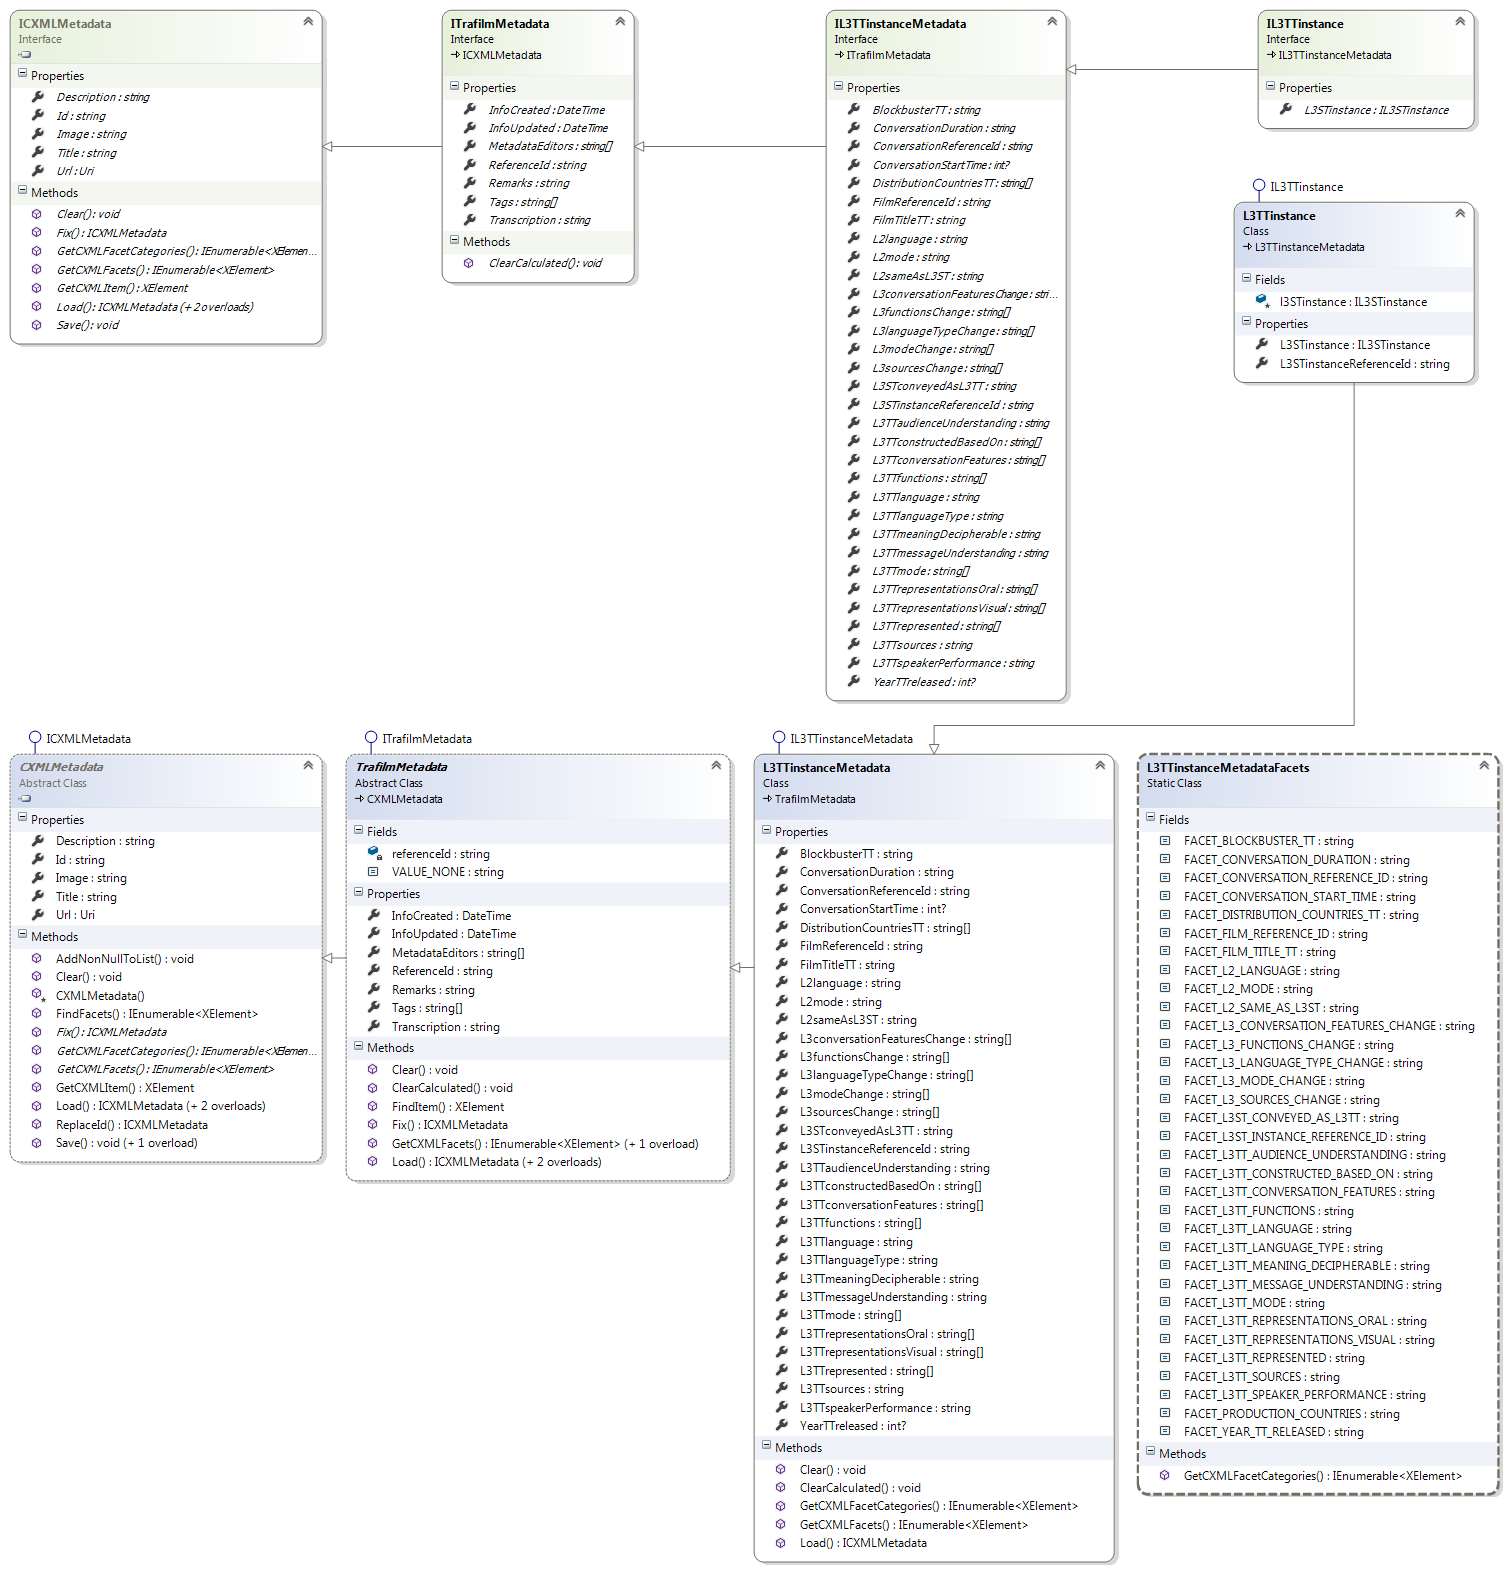 ICXMLMetadata
Interface
Properties
Description : string
Id : string
Image : string
Title : string
Url : Uri
Methods
Clear() : void
Fix() : ICXMLMetadata
GetCXMLFacetCategories() : IEnumerable<XElemen...
GetCXMLFacets() : IEnumerable<XElement>
GetCXMLItem() : XElement
Load() : ICXMLMetadata (+ 2 overloads)
Save() : void
ITrafilmMetadata
Interface
ICXMLMetadata
Properties
InfoCreated : DateTime
InfoUpdated : DateTime
MetadataEditors : string[]
ReferenceId : string
Remarks : string
Tags : string[]
Transcription : string
Methods
ClearCalculated() : void
IL3TTinstanceMetadata
Interface
ITrafilmMetadata
Properties
BlockbusterTT : string
ConversationDuration : string
ConversationReferenceId : string
ConversationStartTime : int?
DistributionCountriesTT : string[]
FilmReferenceId : string
FilmTitleTT : string
L2language : string
L2mode : string
L2sameAsL3ST : string
L3conversationFeaturesChange : stri...
L3functionsChange : string[]
L3languageTypeChange : string[]
L3modeChange : string[]
L3sourcesChange : string[]
L3STconveyedAsL3TT : string
L3STinstanceReferenceId : string
L3TTaudienceUnderstanding : string
L3TTconstructedBasedOn : string[]
L3TTconversationFeatures : string[]
L3TTfunctions : string[]
L3TTlanguage : string
L3TTlanguageType : string
L3TTmeaningDecipherable : string
L3TTmessageUnderstanding : string
L3TTmode : string[]
L3TTrepresentationsOral : string[]
L3TTrepresentationsVisual : string[]
L3TTrepresented : string[]
L3TTsources : string
L3TTspeakerPerformance : string
YearTTreleased : int?
IL3TTinstance
Interface
IL3TTinstanceMetadata
Properties
L3STinstance : IL3STinstance
IL3TTinstance
L3TTinstance
Class
L3TTinstanceMetadata
Fields
l3STinstance : IL3STinstance
Properties
L3STinstance : IL3STinstance
L3STinstanceReferenceId : string
ICXMLMetadata
CXMLMetadata
Abstract Class
Properties
Description : string
Id : string
Image : string
Title : string
Url : Uri
Methods
AddNonNullToList() : void
Clear() : void
CXMLMetadata()
FindFacets() : IEnumerable<XElement>
Fix() : ICXMLMetadata
GetCXMLFacetCategories() : IEnumerable<XElemen...
GetCXMLFacets() : IEnumerable<XElement>
GetCXMLItem() : XElement
Load() : ICXMLMetadata (+ 2 overloads)
ReplaceId() : ICXMLMetadata
Save() : void (+ 1 overload)
ITrafilmMetadata
TrafilmMetadata
Abstract Class
CXMLMetadata
Fields
referenceId : string
VALUE_NONE : string
Properties
InfoCreated : DateTime
InfoUpdated : DateTime
MetadataEditors : string[]
ReferenceId : string
Remarks : string
Tags : string[]
Transcription : string
Methods
Clear() : void
ClearCalculated() : void
FindItem() : XElement
Fix() : ICXMLMetadata
GetCXMLFacets() : IEnumerable<XElement> (+ 1 overload)
Load() : ICXMLMetadata (+ 2 overloads)
IL3TTinstanceMetadata
L3TTinstanceMetadata
Class
TrafilmMetadata
Properties
BlockbusterTT : string
ConversationDuration : string
ConversationReferenceId : string
ConversationStartTime : int?
DistributionCountriesTT : string[]
FilmReferenceId : string
FilmTitleTT : string
L2language : string
L2mode : string
L2sameAsL3ST : string
L3conversationFeaturesChange : string[]
L3functionsChange : string[]
L3languageTypeChange : string[]
L3modeChange : string[]
L3sourcesChange : string[]
L3STconveyedAsL3TT : string
L3STinstanceReferenceId : string
L3TTaudienceUnderstanding : string
L3TTconstructedBasedOn : string[]
L3TTconversationFeatures : string[]
L3TTfunctions : string[]
L3TTlanguage : string
L3TTlanguageType : string
L3TTmeaningDecipherable : string
L3TTmessageUnderstanding : string
L3TTmode : string[]
L3TTrepresentationsOral : string[]
L3TTrepresentationsVisual : string[]
L3TTrepresented : string[]
L3TTsources : string
L3TTspeakerPerformance : string
YearTTreleased : int?
Methods
Clear() : void
ClearCalculated() : void
GetCXMLFacetCategories() : IEnumerable<XElement>
GetCXMLFacets() : IEnumerable<XElement>
Load() : ICXMLMetadata
L3TTinstanceMetadataFacets
Static Class
Fields
FACET_BLOCKBUSTER_TT : string
FACET_CONVERSATION_DURATION : string
FACET_CONVERSATION_REFERENCE_ID : string
FACET_CONVERSATION_START_TIME : string
FACET_DISTRIBUTION_COUNTRIES_TT : string
FACET_FILM_REFERENCE_ID : string
FACET_FILM_TITLE_TT : string
FACET_L2_LANGUAGE : string
FACET_L2_MODE : string
FACET_L2_SAME_AS_L3ST : string
FACET_L3_CONVERSATION_FEATURES_CHANGE : string
FACET_L3_FUNCTIONS_CHANGE : string
FACET_L3_LANGUAGE_TYPE_CHANGE : string
FACET_L3_MODE_CHANGE : string
FACET_L3_SOURCES_CHANGE : string
FACET_L3ST_CONVEYED_AS_L3TT : string
FACET_L3ST_INSTANCE_REFERENCE_ID : string
FACET_L3TT_AUDIENCE_UNDERSTANDING : string
FACET_L3TT_CONSTRUCTED_BASED_ON : string
FACET_L3TT_CONVERSATION_FEATURES : string
FACET_L3TT_FUNCTIONS : string
FACET_L3TT_LANGUAGE : string
FACET_L3TT_LANGUAGE_TYPE : string
FACET_L3TT_MEANING_DECIPHERABLE : string
FACET_L3TT_MESSAGE_UNDERSTANDING : string
FACET_L3TT_MODE : string
FACET_L3TT_REPRESENTATIONS_ORAL : string
FACET_L3TT_REPRESENTATIONS_VISUAL : string
FACET_L3TT_REPRESENTED : string
FACET_L3TT_SOURCES : string
FACET_L3TT_SPEAKER_PERFORMANCE : string
FACET_PRODUCTION_COUNTRIES : string
FACET_YEAR_TT_RELEASED : string
Methods
GetCXMLFacetCategories() : IEnumerable<XElement>